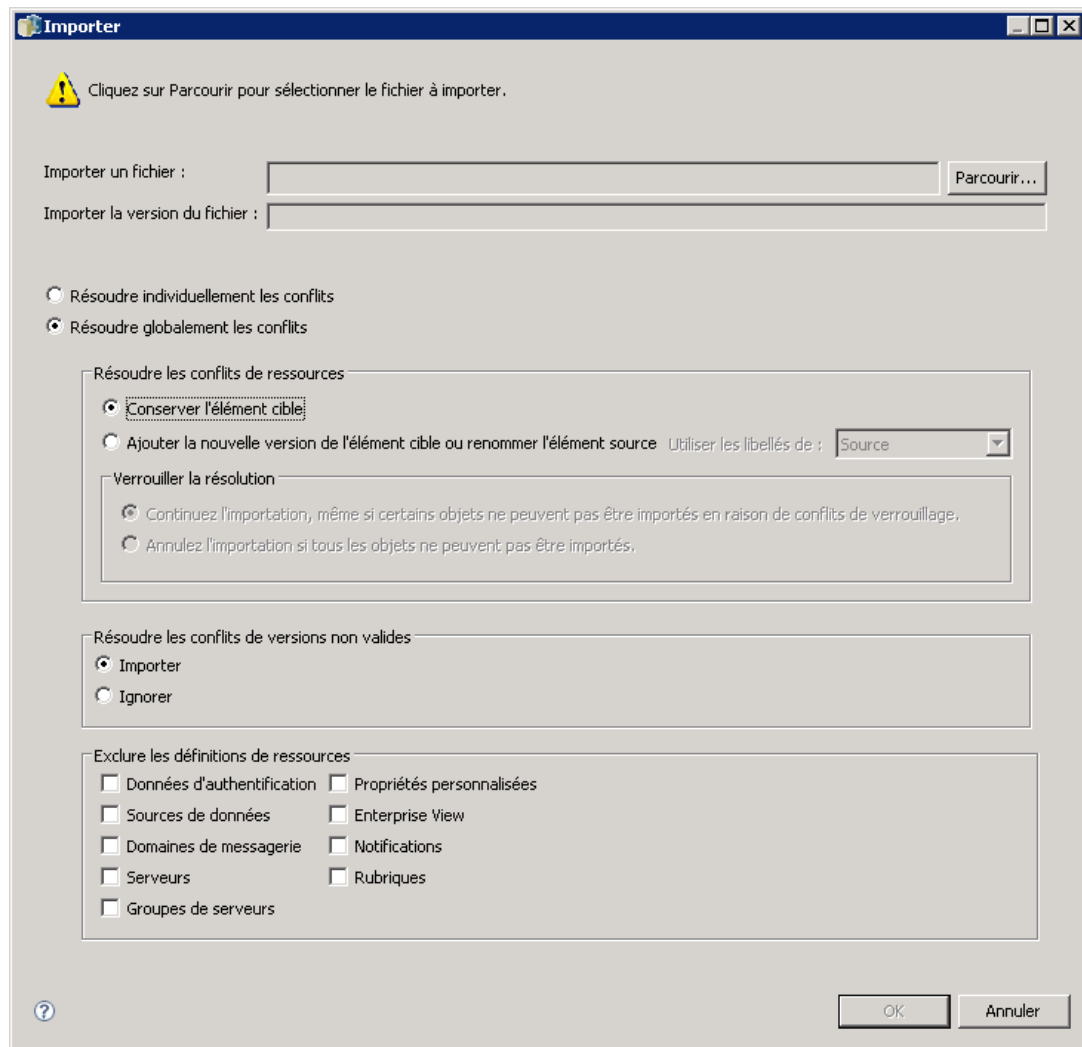 Importer
Cliquez sur Parcourir pour sélectionner le fichier à importer.
Importer un fichier :
Parcourir...
Importer la version du fichier :
Résoudre individuellement les conflits
Résoudre globalement les conflits
Résoudre les conflits de ressources
Conserver l'élément cible
Ajouter la nouvelle version de l'élément cible ou renommer l'élément source Utiliser les libellés de : Source
Verrouiller la résolution
Continuez l'importation, même si certains objets ne peuvent pas être importés en raison de conflits de verrouillage.
Annulez l'importation si tous les objets ne peuvent pas être importés.
Résoudre les conflits de versions non valides
Importer
Ignorer
Exclure les définitions de ressources
Données d'authentification Propriétés personnalisées
Sources de données Enterprise View
Domaines de messagerie Notifications
Serveurs Rubriques
Groupes de serveurs
?
OK Annuler